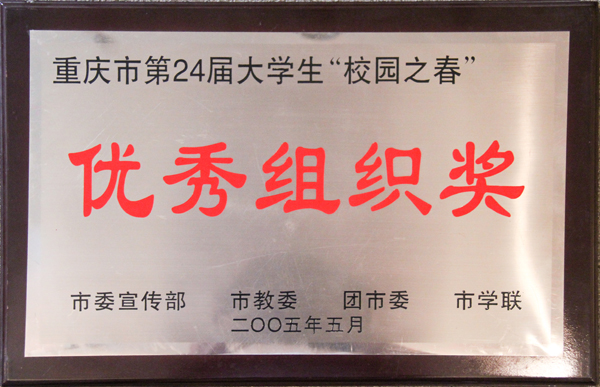 重庆市第24届大学生“校园之春”
优秀组织奖
市委宣传部 市教委 团市委 市学联
二〇〇五年五月